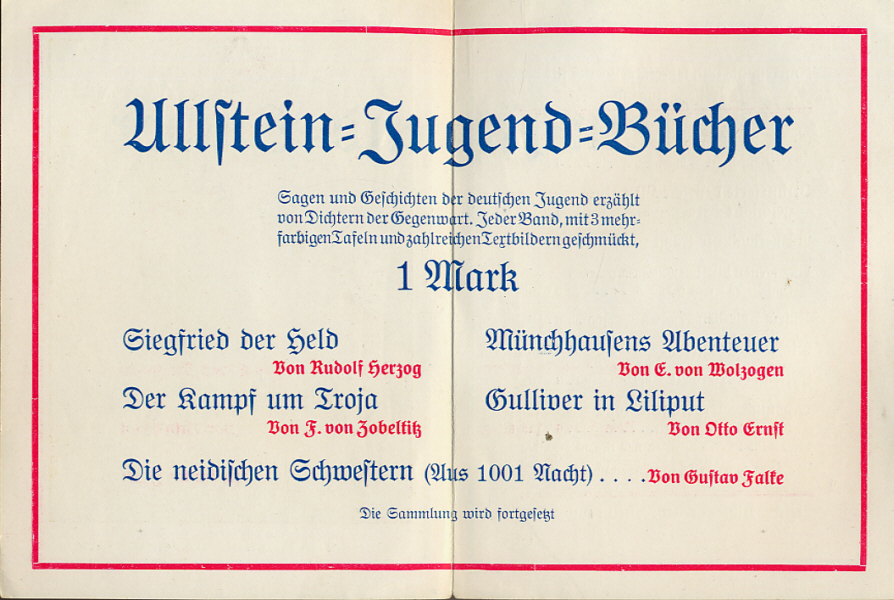 Ullstein=Jugend=Bücher
Sagen und Geschichten der deutschen Jugend erzählt
von Dichtern der Gegenwart. Jeder Band, mit 3 mehr=
farbigen Tafeln und zahlreichen Textbildern geschmückt,
1 Mark
Siegfried der Held
Von Rudolf Herzog
Der Kampf um Troja
Von F. von Zobeltitz
Münchhausens Abenteuer
Von E. von Wolzogen
Gulliver in Liliput
Von Otto Ernst
Die neidischen Schwestern (Aus 1001 Nacht) . . . . Von Gustav Falke
Die Sammlung wird fortgesetzt